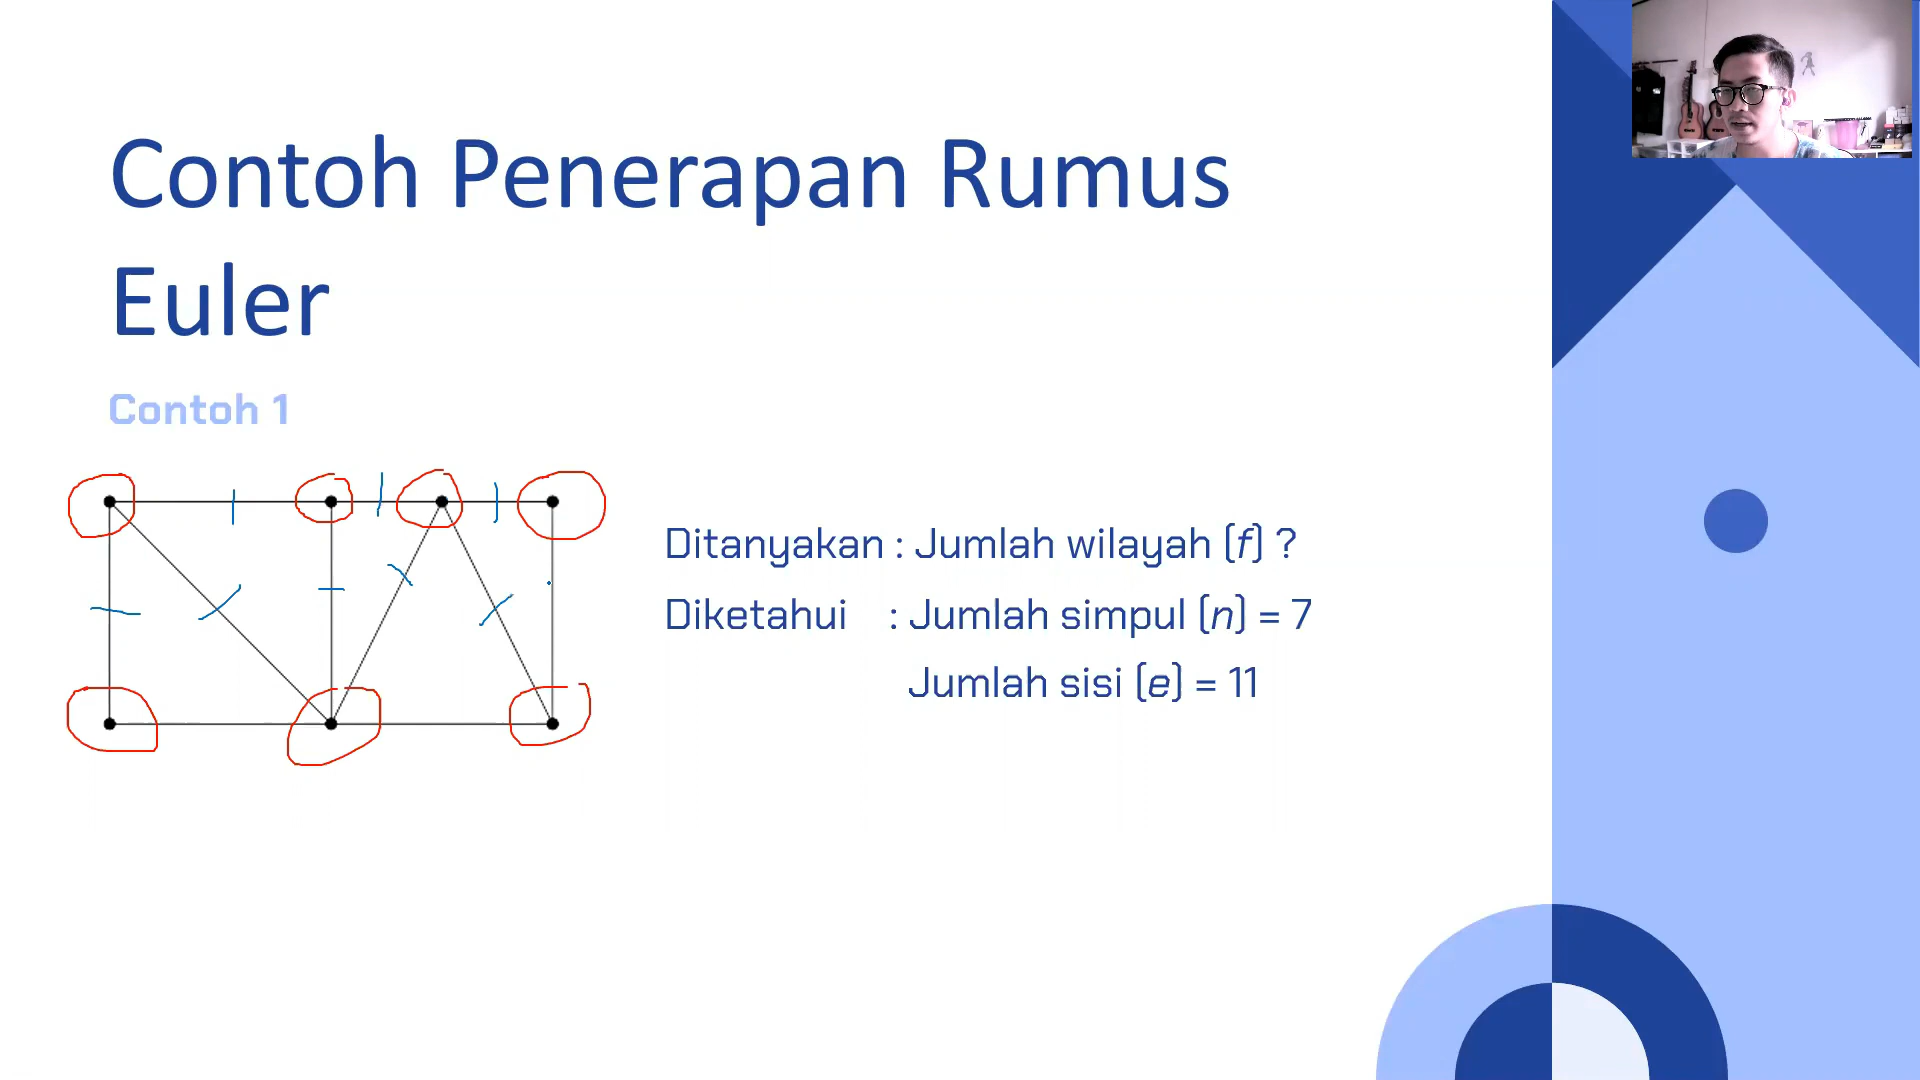 Contoh Penerapan Rumus
Euler
Contoh 1
Ditanyakan : Jumlah wilayah (f) ?
Diketahui : Jumlah simpul (n) = 7
Jumlah sisi (e) = 11